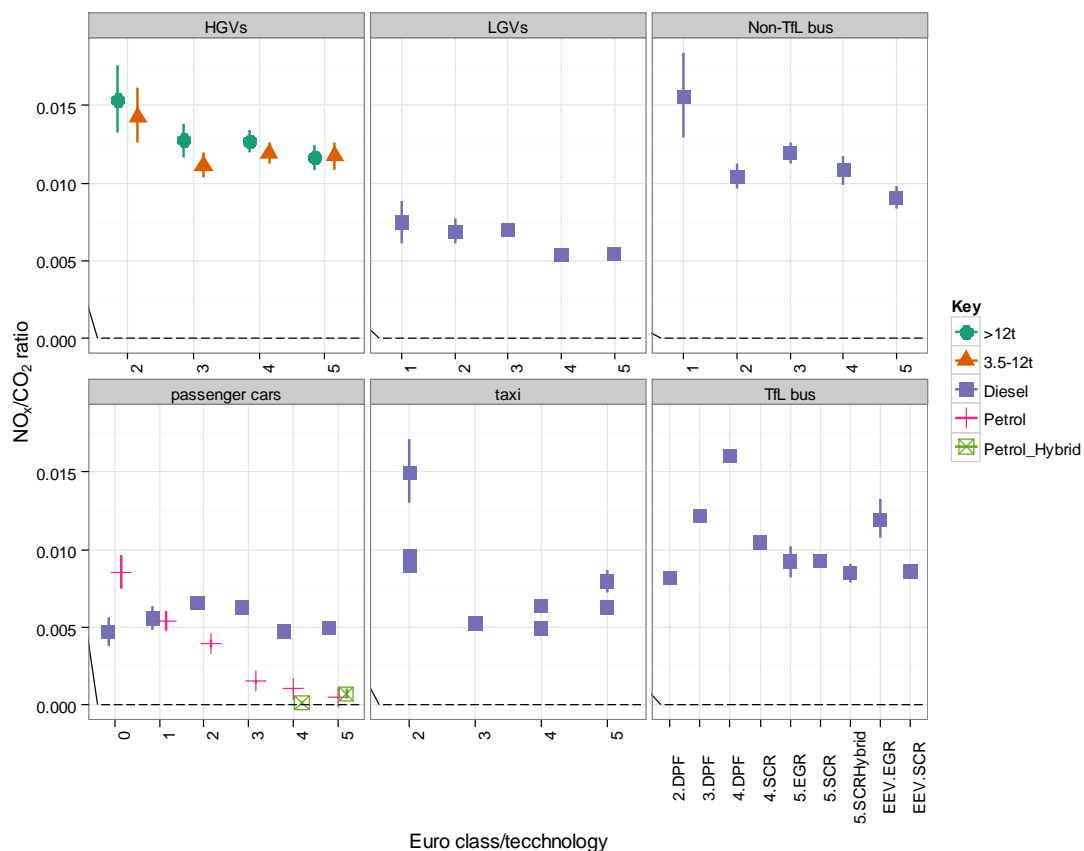 HGVs
LGVs
Non-TfL bus
0.015
0.010
0.005
0.000
2
3
4
5
1
2
3
4
5
1
2
3
4
5
passenger cars
taxi
TfL bus
0.015
0.010
0.005
0.000
0
1
2
3
4
5
2
3
4
5
2.DPF
3.DPF
4.DPF
4.SCR
5.EGR
5.SCR
5.SCRHybrid
EEV.EGR
EEV.SCR
NOx/CO2 ratio
Euro class/tecchnology
Key
>12t
3.5-12t
Diesel
Petrol
Petrol_Hybrid